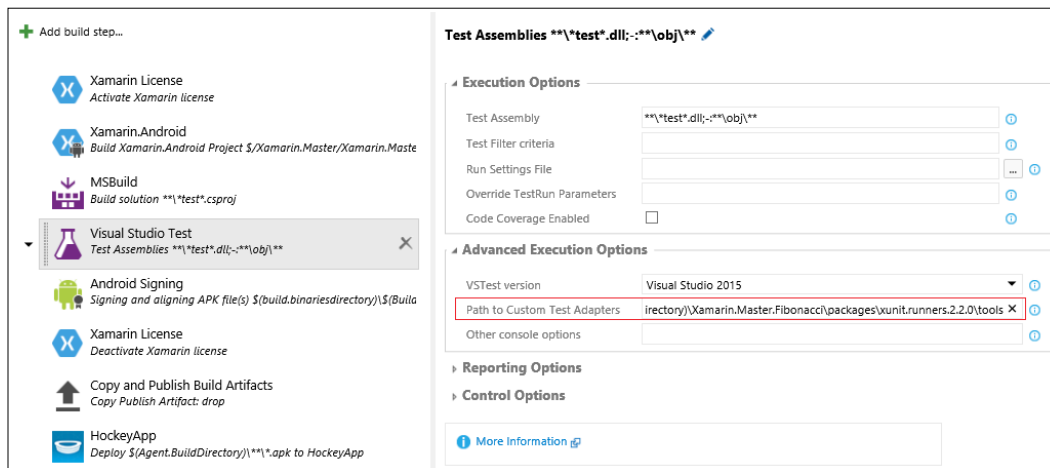 Add build step...
Xamarin License
Activate Xamarin license
Xamarin.Android
Build Xamarin.Android Project $/Xamarin.Master/Xamarin.Maste
MSBuild
Build solution **\*test*.csproj
Visual Studio Test
Test Assemblies **\*test*.dll;-:**\obj\**
Android Signing
Signing and aligning APK file(s) $(build.binariesdirectory)\$(Build
Xamarin License
Deactivate Xamarin license
Copy and Publish Build Artifacts
Copy Publish Artifact: drop
HockeyApp
Deploy $(Agent.BuildDirectory)\**\*.apk to HockeyApp
Test Assemblies **\*test*.dll;-:**\obj\**
Execution Options
Test Assembly **\*test*.dll;-:**\obj\**
Test Filter criteria
Run Settings File ...
Override TestRun Parameters
Code Coverage Enabled
Advanced Execution Options
VSTest version Visual Studio 2015
Path to Custom Test Adapters irectory)\Xamarin.Master.Fibonacci\packages\xunit.runners.2.2.0\tools
Other console options
Reporting Options
Control Options
More Information